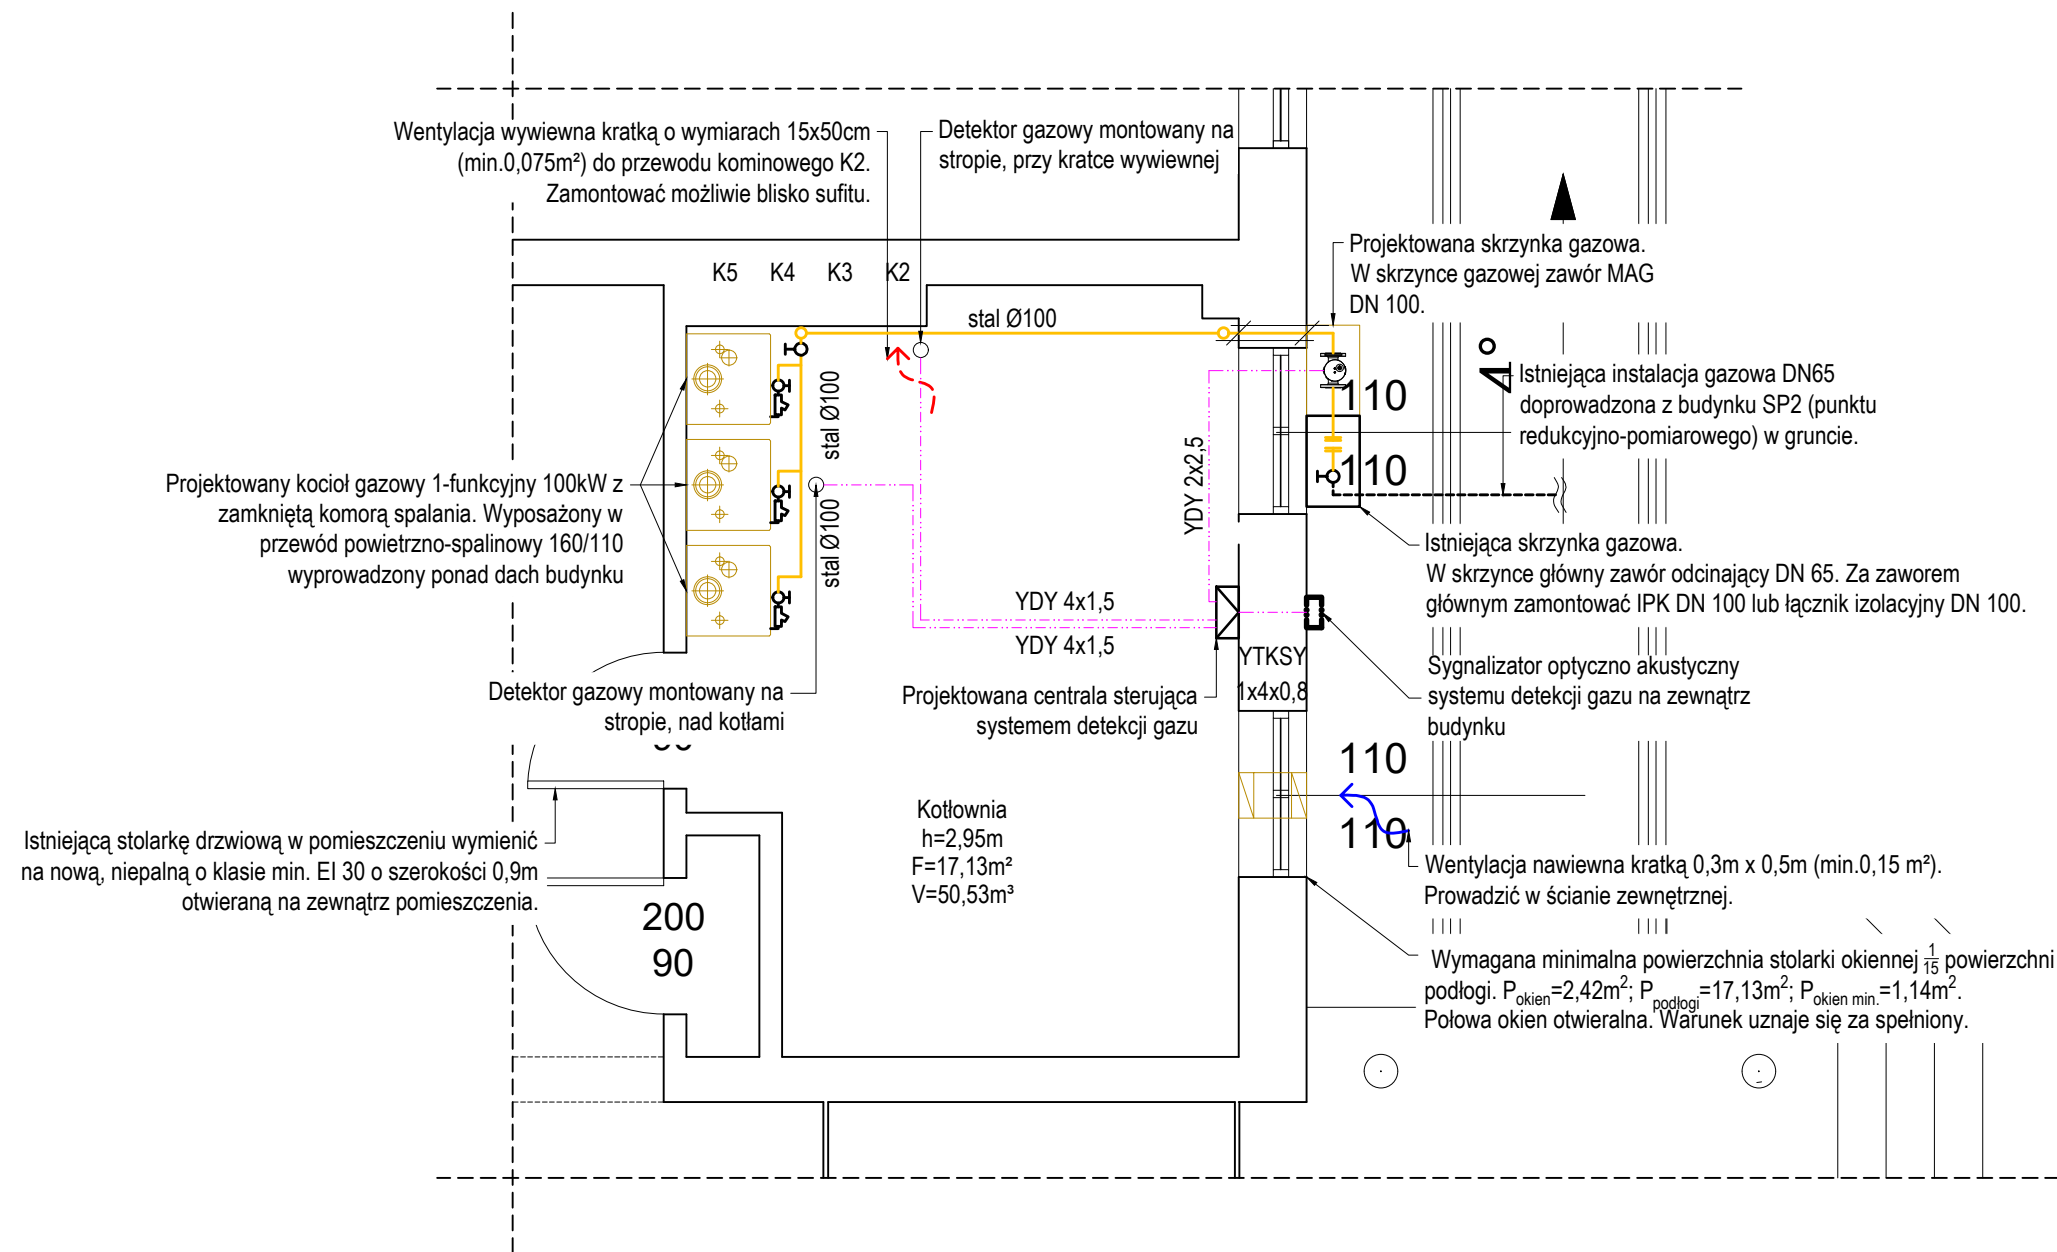 Wentylacja wywiewna kratką o wymiarach 15x50cm
(min.0,075m²) do przewodu kominowego K2.
Zamontować możliwie blisko sufitu.
Detektor gazowy montowany na
stropie, przy kratce wywiewnej
K5 K4 K3 K2
Projektowana skrzynka gazowa.
W skrzynce gazowej zawór MAG
DN 100.
stal Ø100
stal Ø100
stal Ø100
4°
110
110
Istniejąca instalacja gazowa DN65
doprowadzona z budynku SP2 (punktu
redukcyjno-pomiarowego) w gruncie.
YDY 2x2,5
Projektowany kocioł gazowy 1-funkcyjny 100kW z
zamkniętą komorą spalania. Wyposażony w
przewód powietrzno-spalinowy 160/110
wyprowadzony ponad dach budynku
Istniejąca skrzynka gazowa.
W skrzynce główny zawór odcinający DN 65. Za zaworem
głównym zamontować IPK DN 100 lub łącznik izolacyjny DN 100.
YDY 4x1,5
YDY 4x1,5
YTKSY
1x4x0,8
Detektor gazowy montowany na
stropie, nad kotłami
Projektowana centrala sterująca
systemem detekcji gazu
Sygnalizator optyczno akustyczny
systemu detekcji gazu na zewnątrz
budynku
110
110
Kotłownia
h=2,95m
F=17,13m²
V=50,53m³
Istniejącą stolarkę drzwiową w pomieszczeniu wymienić
na nową, niepalną o klasie min. EI 30 o szerokości 0,9m
otwieraną na zewnątrz pomieszczenia.
200
90
Wentylacja nawiewna kratką 0,3m x 0,5m (min.0,15 m²).
Prowadzić w ścianie zewnętrznej.
Wymagana minimalna powierzchnia stolarki okiennej 1/15 powierzchni
podłogi. Pokien=2,42m²; Ppodłogi=17,13m²; Pokien min.=1,14m².
Połowa okien otwieralna. Warunek uznaje się za spełniony.